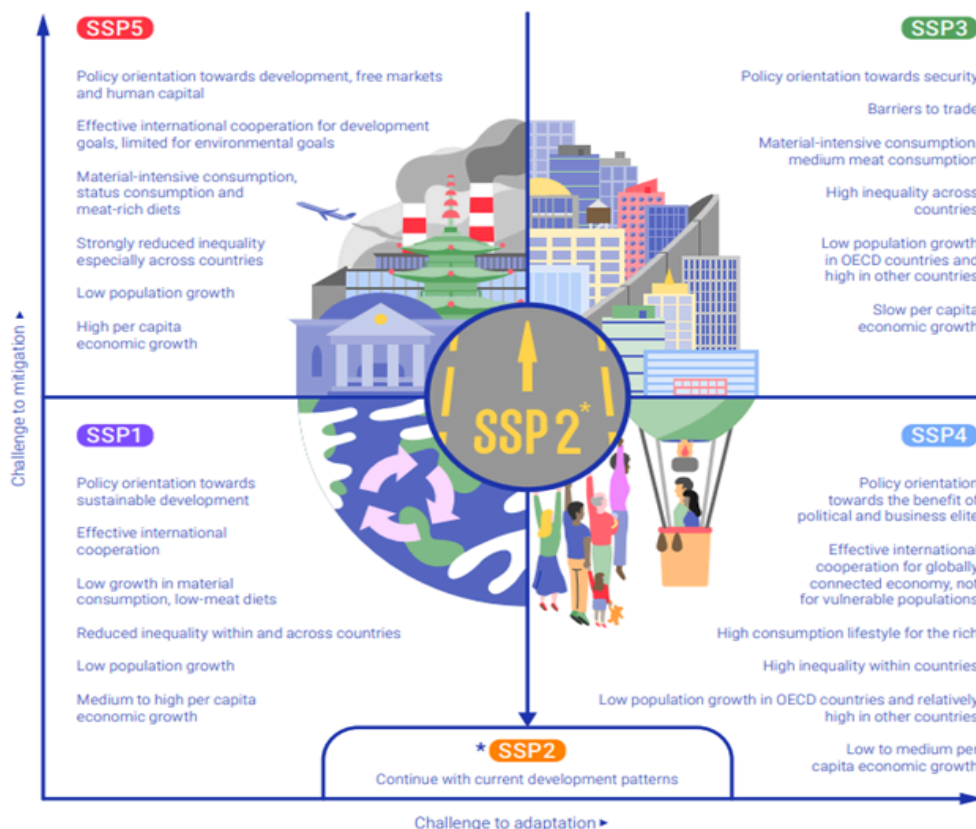 SSP5
Policy orientation towards development, free markets
and human capital
Effective international cooperation for development
goals, limited for environmental goals
Material-intensive consumption,
status consumption and
meat-rich diets
Strongly reduced inequality
especially across countries
Low population growth
High per capita
economic growth
SSP3
Policy orientation towards security
Barriers to trade
Material-intensive consumption,
medium meat consumption
High inequality across
countries
Low population growth
in OECD countries and
high in other countries
Slow per capita
economic growth
SSP 2*
SSP1
Policy orientation towards
sustainable development
Effective international
cooperation
Low growth in material
consumption, low-meat diets
Reduced inequality within and across countries
Low population growth
Medium to high per capita
economic growth
SSP4
Policy orientation
towards the benefit of
political and business elite
Effective international
cooperation for globally
connected economy, not
for vulnerable populations
High consumption lifestyle for the rich
High inequality within countries
Low population growth in OECD countries and relatively
high in other countries
Low to medium per
capita economic growth
* SSP2
Continue with current development patterns
Challenge to mitigation ►
Challenge to adaptation ►